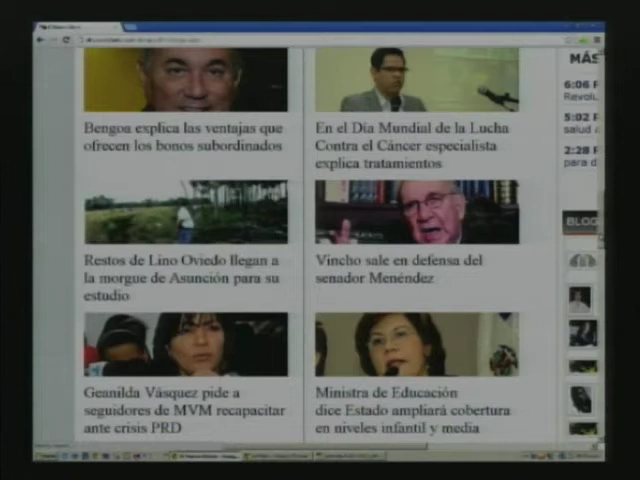 Bengoa explica las ventajas que
ofrecen los bonos subordinados
En el Día Mundial de la Lucha
Contra el Cáncer especialista
explica tratamientos
Restos de Lino Oviedo llegan a
la morgue de Asunción para su
estudio
Vincho sale en defensa del
senador Menéndez
Geanilda Vásquez pide a
seguidores de MVM recapacitar
ante crisis PRD
Ministra de Educación
dice Estado ampliará cobertura
en niveles infantil y media
MÁS
6:06 P
Revolu
5:02 P
salud a
2:28 P
para d
BLOG